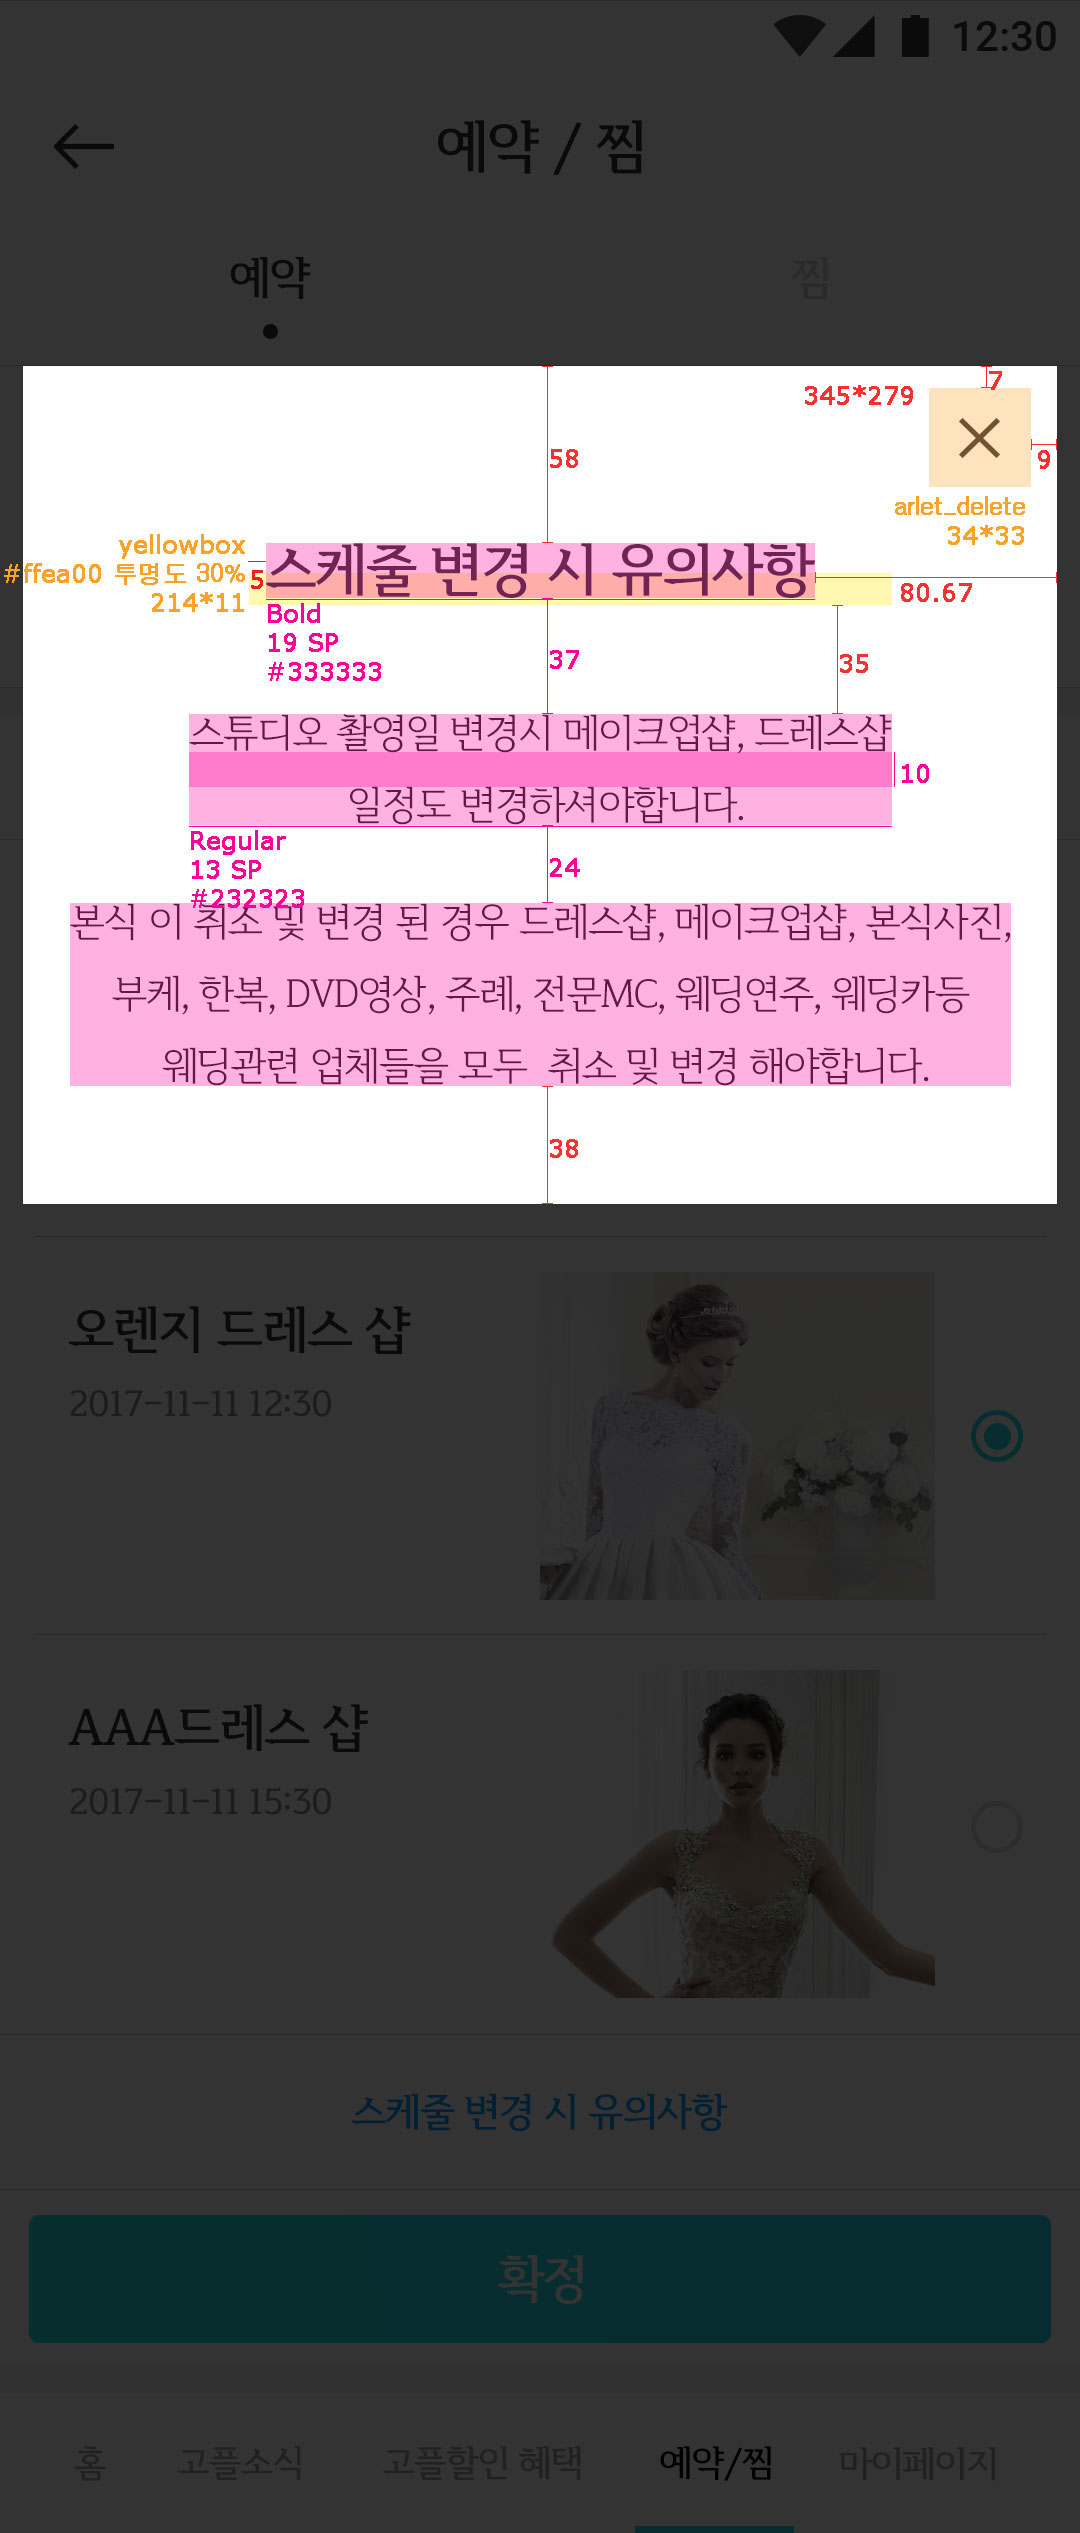 12:30
예약 / 찜
예약
찜
7
345*279
58
9
arlet_delete
34*33
yellowbox
#ffea00 투명도 30%
214*11
5
스케줄 변경 시 유의사항
80.67
Bold
19 SP
#333333
37
35
스튜디오 촬영일 변경시 메이크업샵, 드레스샵
10
일정도 변경하셔야합니다.
Regular
13 SP
#232323
24
본식 이 취소 및 변경 된 경우 드레스샵, 메이크업샵, 본식사진,
부케, 한복, DVD영상, 주례, 전문MC, 웨딩연주, 웨딩카등
웨딩관련 업체들을 모두 취소 및 변경 해야합니다.
38
오렌지 드레스 샵
2017-11-11 12:30
AAA드레스 샵
2017-11-11 15:30
스케줄 변경 시 유의사항
확정
홈 고플소식 고플할인 혜택 예약/찜 마이페이지